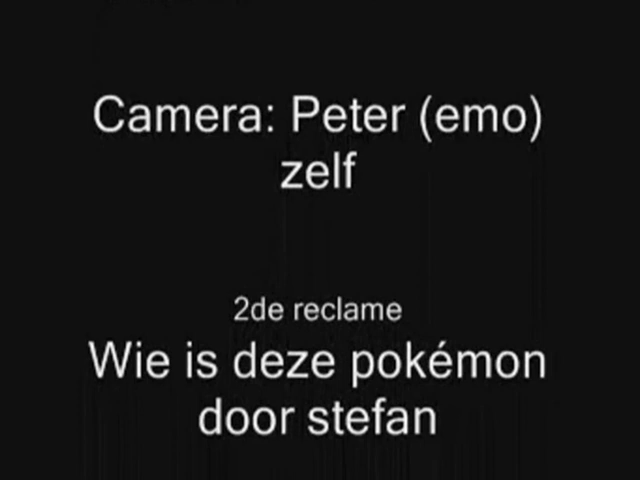 Camera: Peter (emo)
zelf
2de reclame
Wie is deze pokémon
door stefan